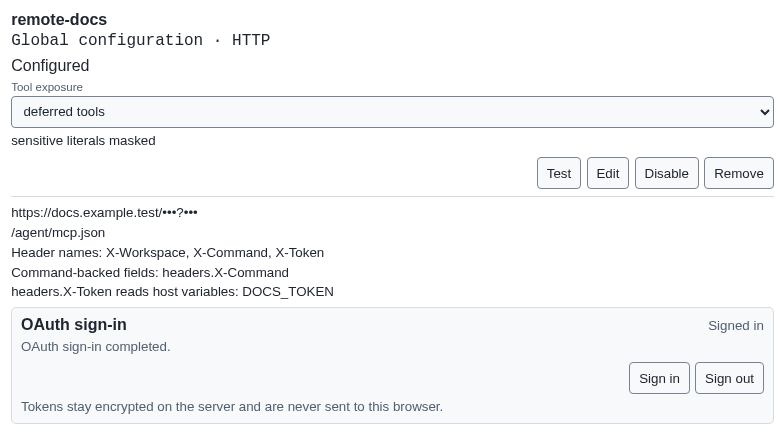 remote-docs
Global configuration · HTTP
Configured
Tool exposure
deferred tools
sensitive literals masked
Test Edit Disable Remove
https://docs.example.test/•••?•••
/agent/mcp.json
Header names: X-Workspace, X-Command, X-Token
Command-backed fields: headers.X-Command
headers.X-Token reads host variables: DOCS_TOKEN
OAuth sign-in Signed in
OAuth sign-in completed.
Sign in Sign out
Tokens stay encrypted on the server and are never sent to this browser.